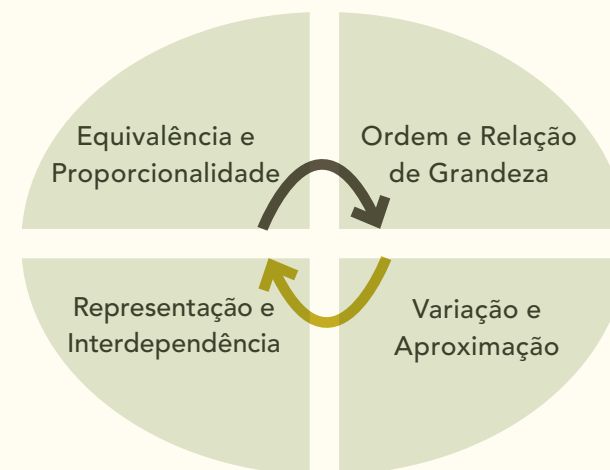 Equivalência e
Proporcionalidade
Ordem e Relação
de Grandeza
Representação e
Interdependência
Variação e
Aproximação